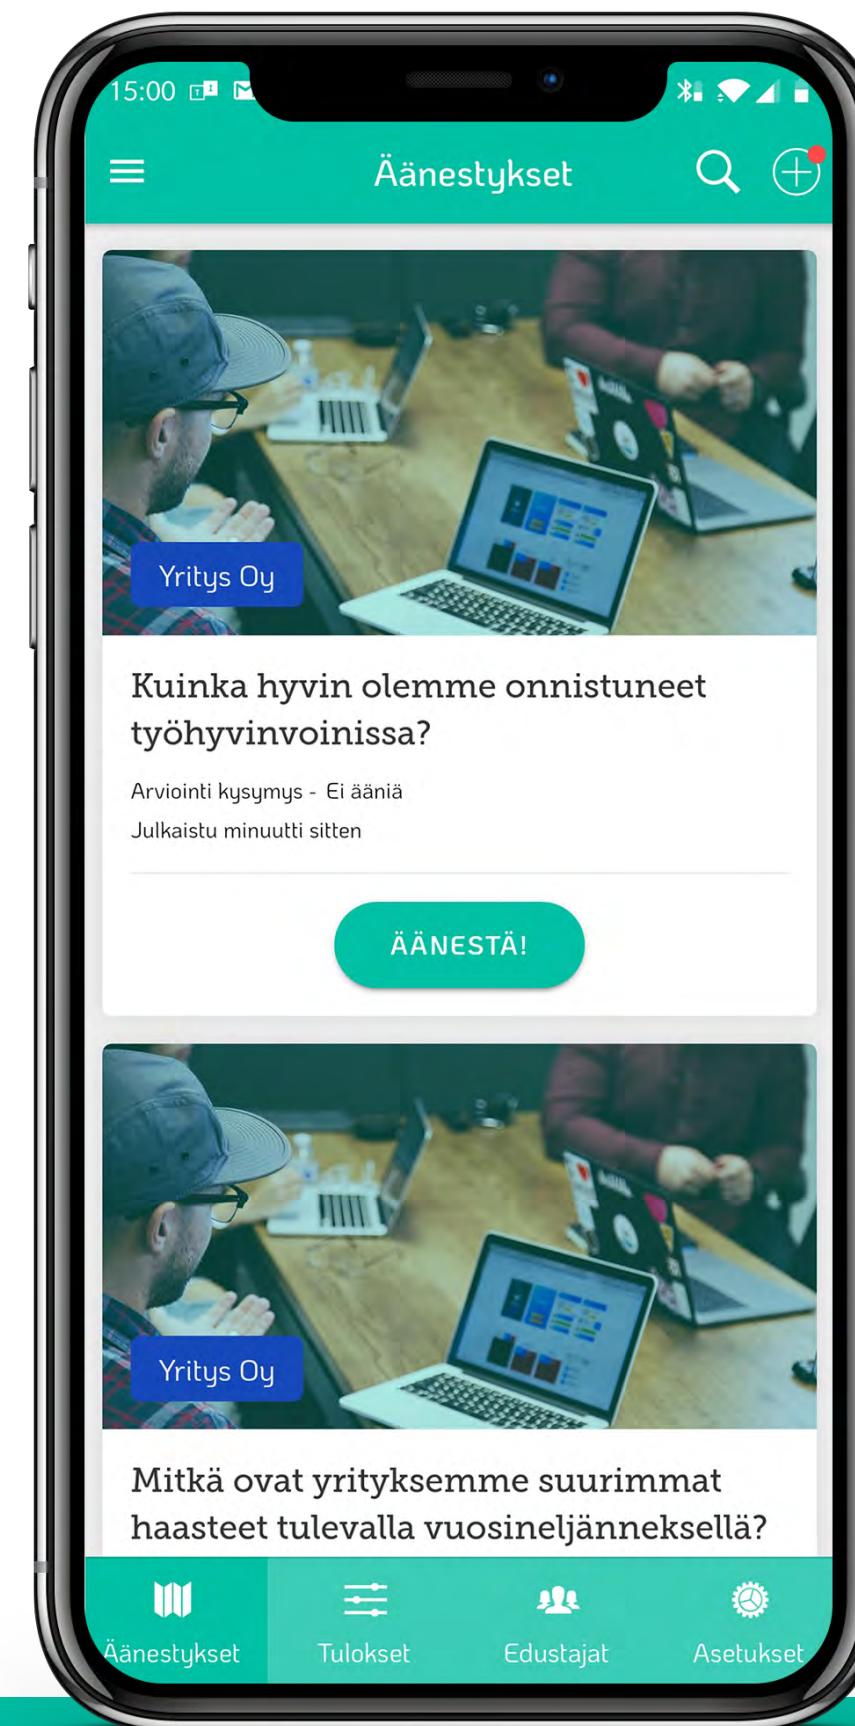 15:00
Äänestykset
Yritys Oy
Kuinka hyvin olemme onnistuneet
työhyvinvoinissa?
Arviointi kysymys - Ei ääniä
Julkaistu minuutti sitten
ÄÄNESTÄ!
Yritys Oy
Mitkä ovat yrityksemme suurimmat
haasteet tulevalla vuosineljänneksellä?
Äänestykset Tulokset Edustajat Asetukset